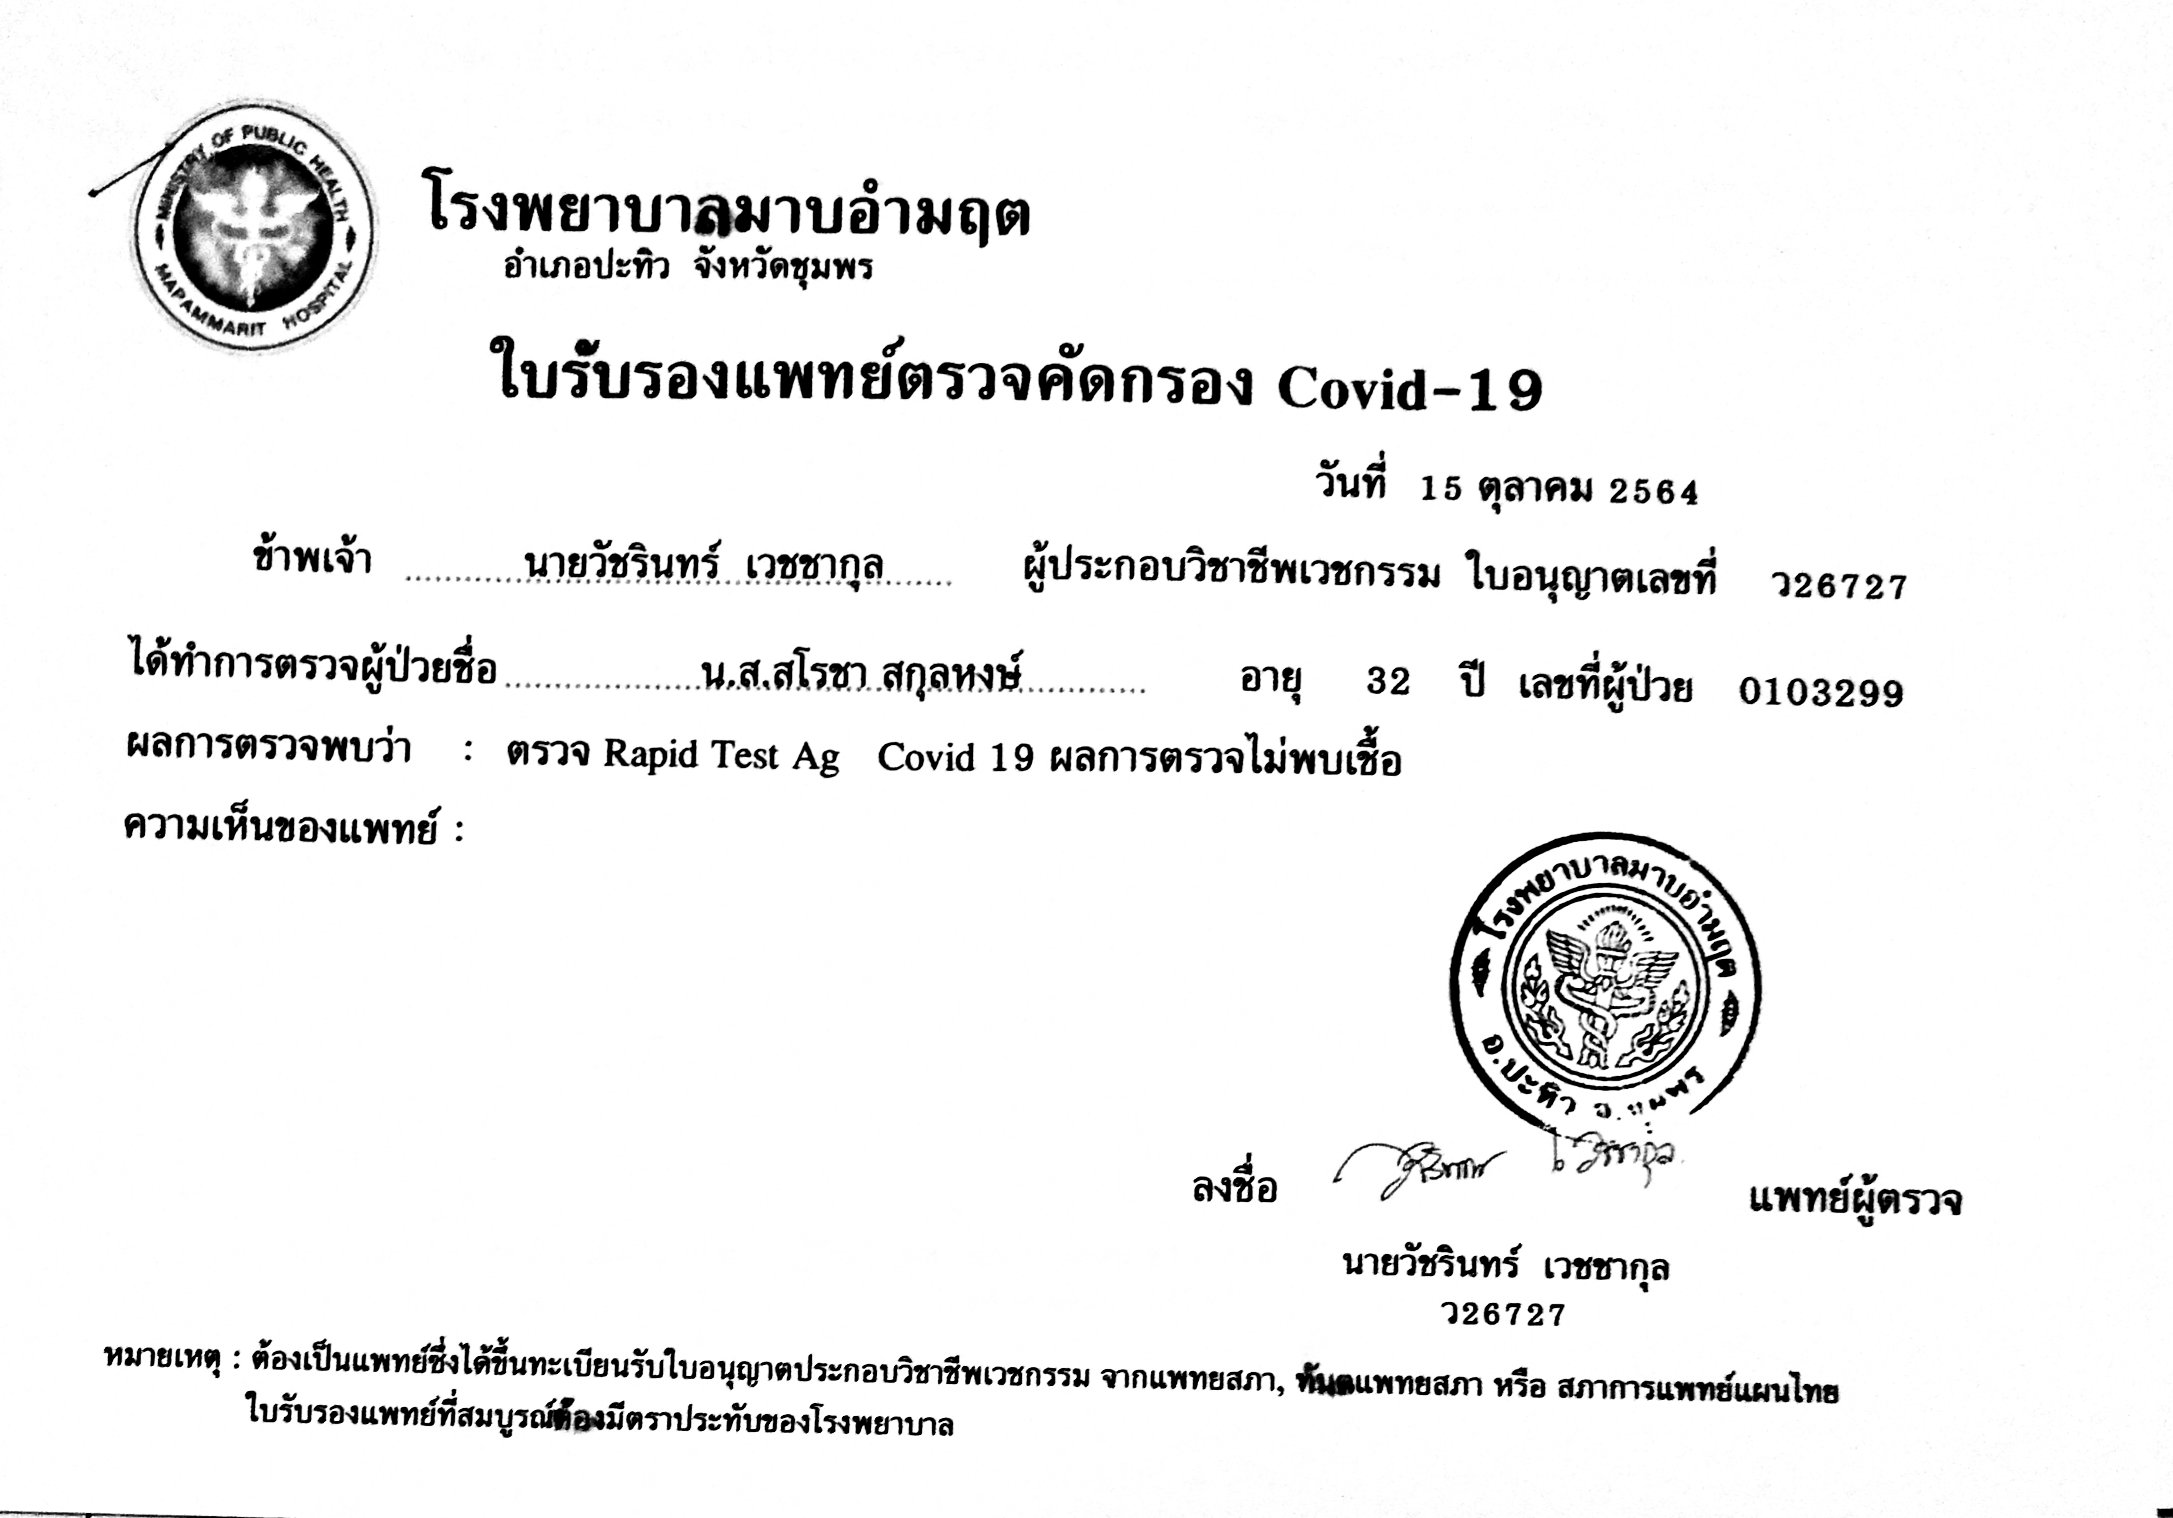 MINISTRY OF PUBLIC HEALTH
MAPAMMARIT HOSPITAL
โรงพยาบาลมาบอำมฤต
อำเภอปะทิว จังหวัดชุมพร
ใบรับรองแพทย์ตรวจคัดกรอง Covid-19
วันที่ 15 ตุลาคม 2564
ข้าพเจ้า นายวัชรินทร์ เวชชากุล ผู้ประกอบวิชาชีพเวชกรรม ใบอนุญาตเลขที่ ว26727
ได้ทำการตรวจผู้ป่วยชื่อ น.ส.สโรชา สกุลหงษ์ อายุ 32 ปี เลขที่ผู้ป่วย 0103299
ผลการตรวจพบว่า : ตรวจ Rapid Test Ag Covid 19 ผลการตรวจไม่พบเชื้อ
ความเห็นของแพทย์ :
โรงพยาบาลมาบอำมฤต
อ.ปะทิว จ.ชุมพร
ลงชื่อ วัชรินทร์ เวชชากุล แพทย์ผู้ตรวจ
นายวัชรินทร์ เวชชากุล
ว26727
หมายเหตุ : ต้องเป็นแพทย์ซึ่งได้ขึ้นทะเบียนรับใบอนุญาตประกอบวิชาชีพเวชกรรม จากแพทยสภา, ทันตแพทยสภา หรือ สภาการแพทย์แผนไทย
ใบรับรองแพทย์ที่สมบูรณ์ต้องมีตราประทับของโรงพยาบาล